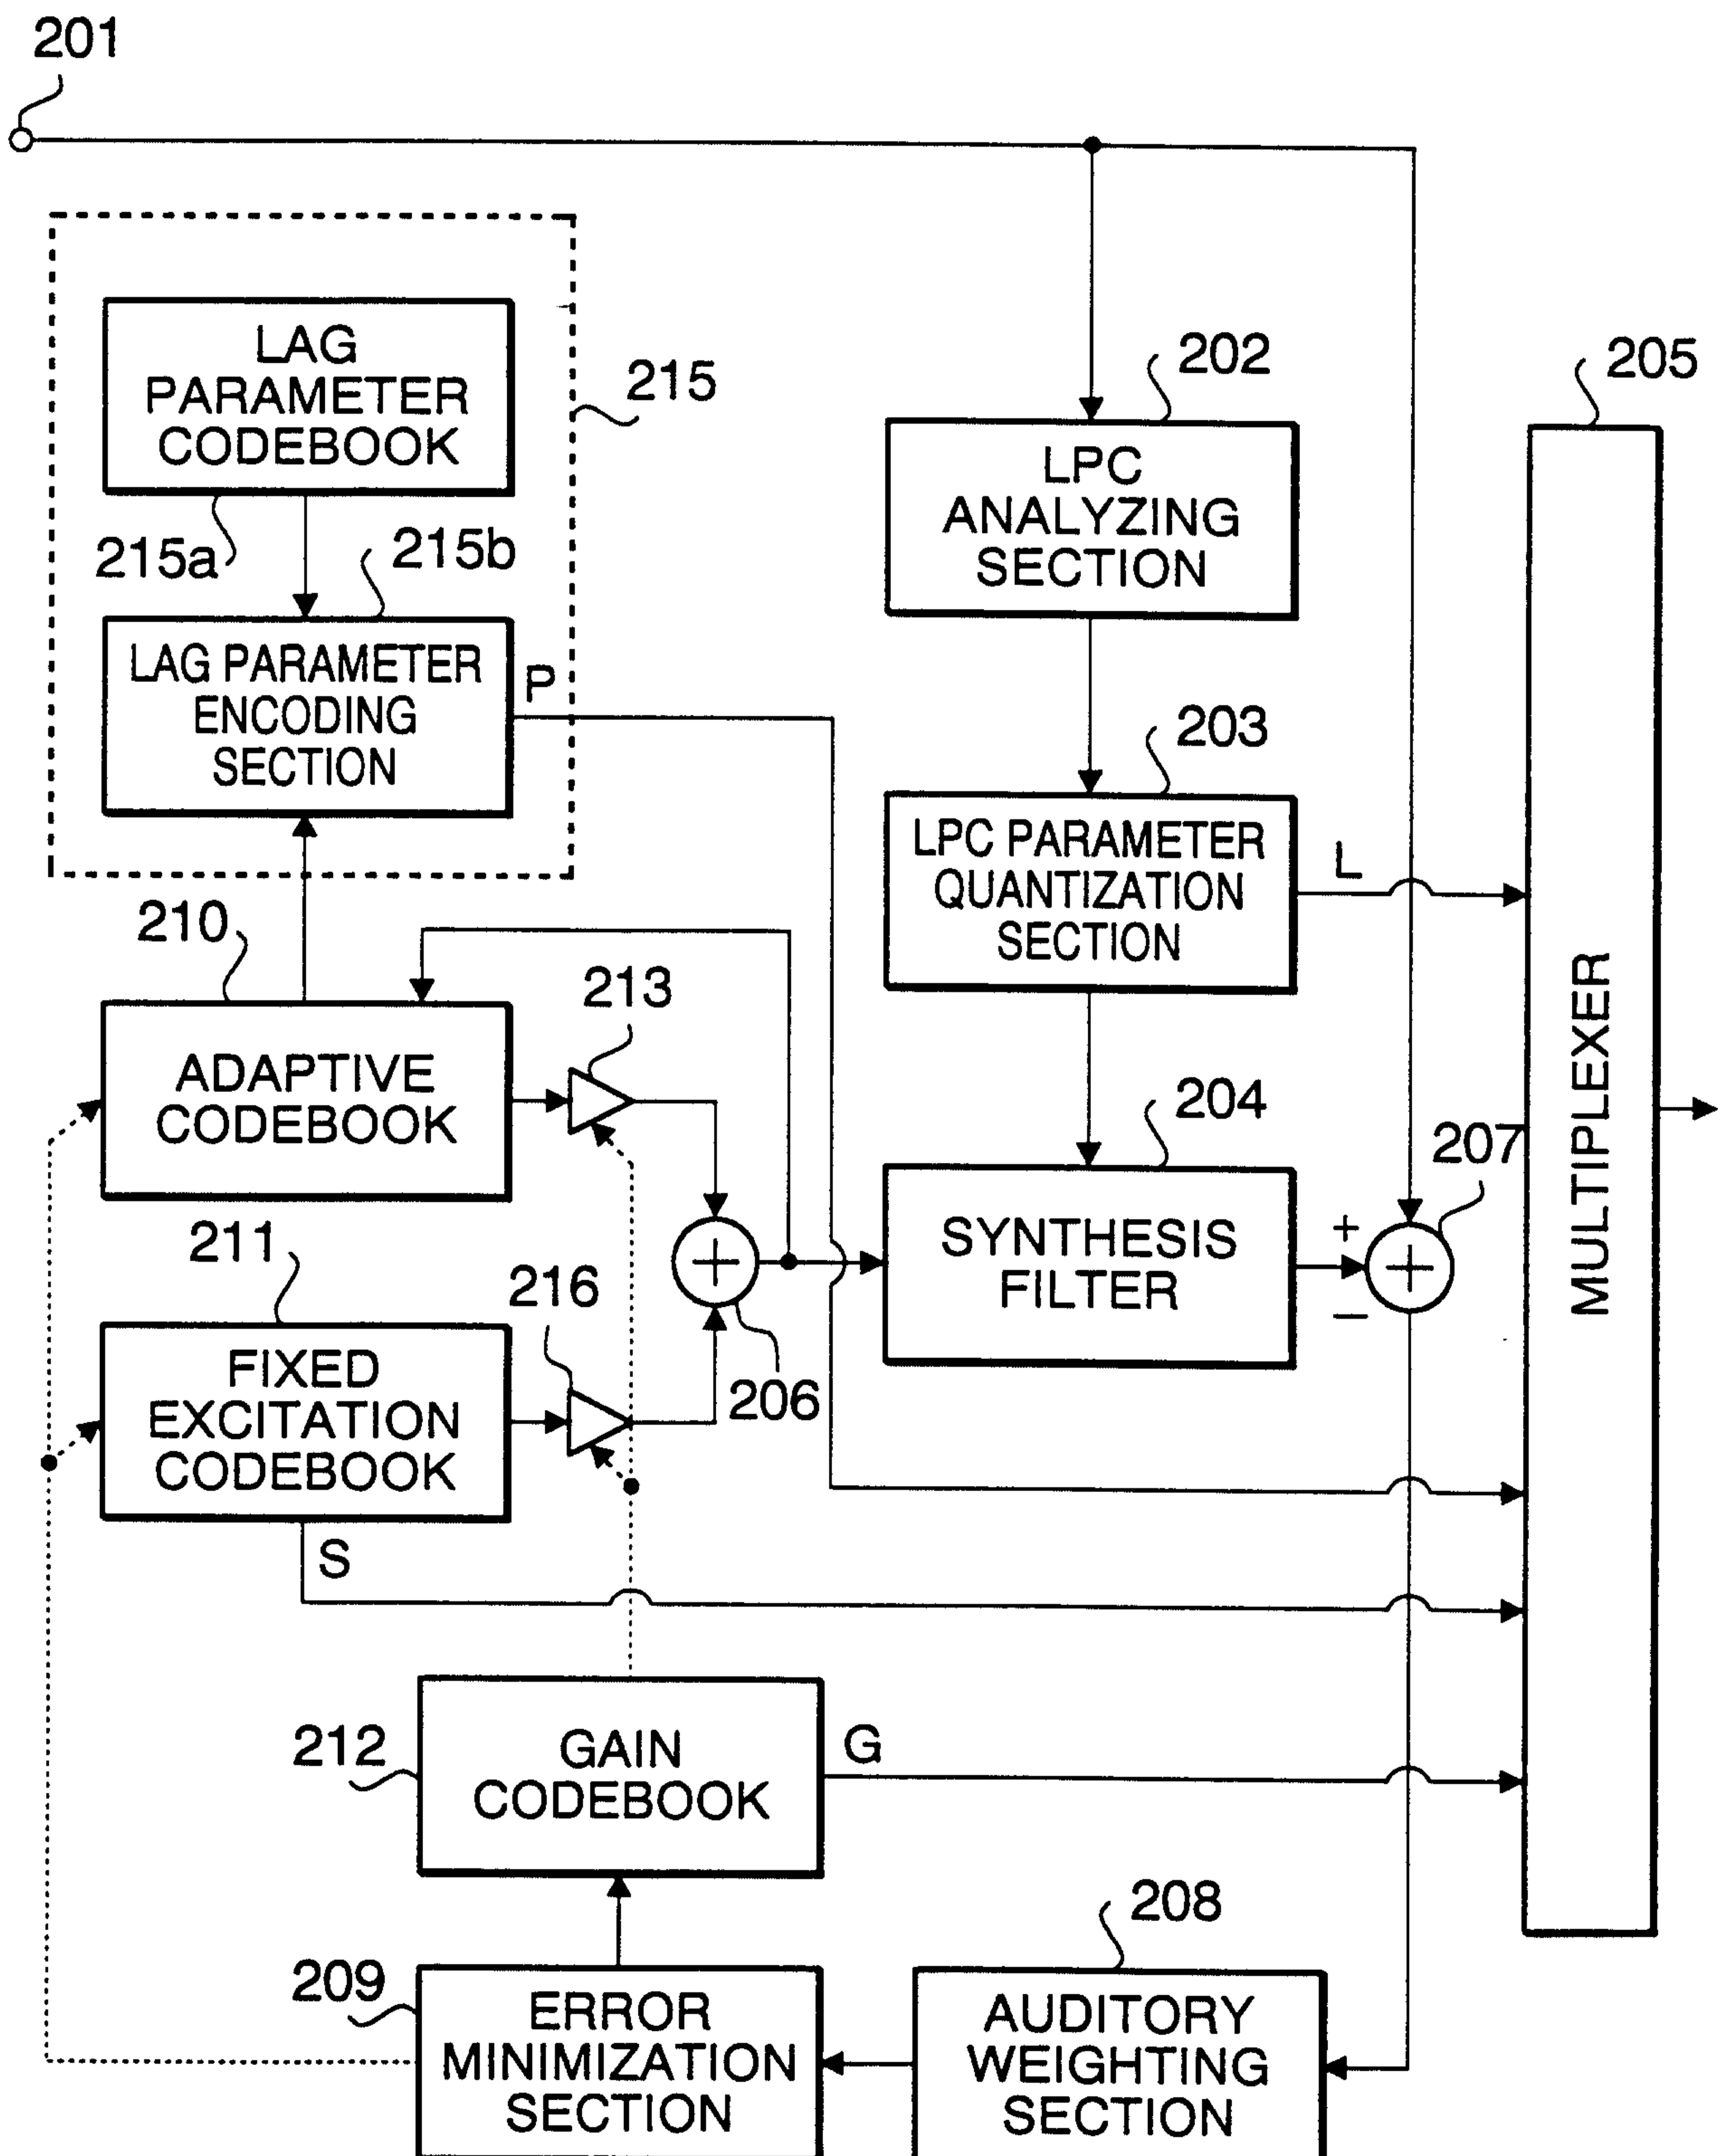 201
LAG
PARAMETER
CODEBOOK
215
202
205
LPC
ANALYZING
SECTION
215a
215b
LAG PARAMETER
ENCODING
SECTION
P
203
LPC PARAMETER
QUANTIZATION
SECTION
L
MULTIPLEXER
210
213
ADAPTIVE
CODEBOOK
204
207
SYNTHESIS
FILTER
+
−
+
+
211
216
206
FIXED
EXCITATION
CODEBOOK
S
212
GAIN
CODEBOOK
G
208
209
ERROR
MINIMIZATION
SECTION
AUDITORY
WEIGHTING
SECTION